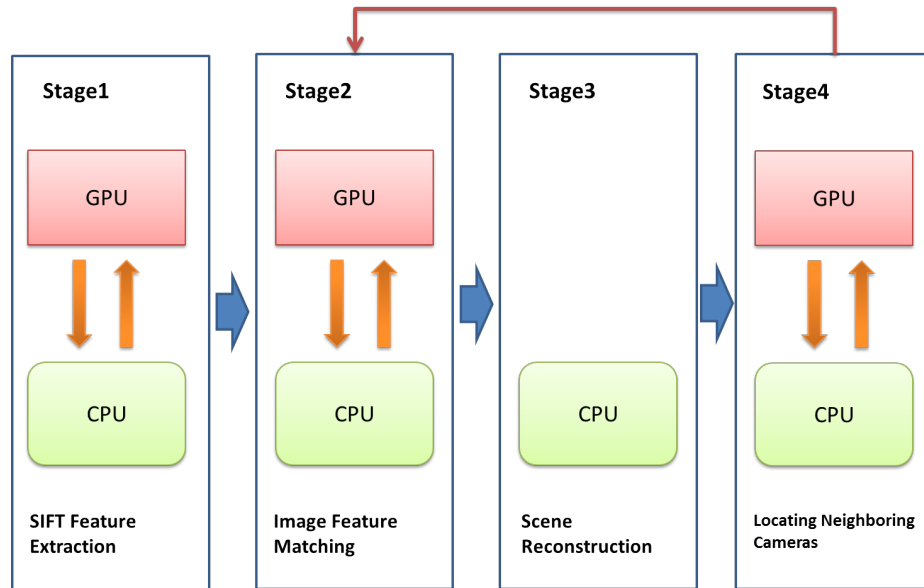 Stage1
GPU
CPU
SIFT Feature
Extraction
Stage2
GPU
CPU
Image Feature
Matching
Stage3
CPU
Scene
Reconstruction
Stage4
GPU
CPU
Locating Neighboring
Cameras